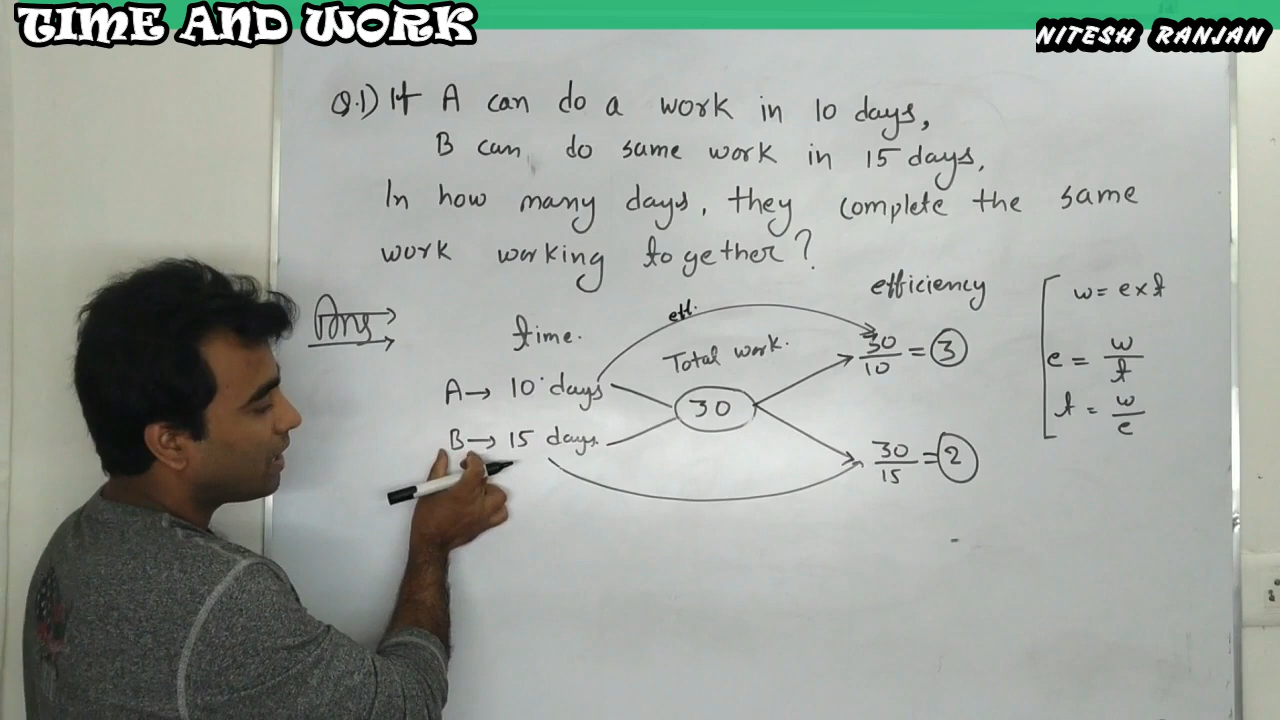 TIME AND WORK
NITESH RANJAN
Q.1) If A can do a work in 10 days,
B can do same work in 15 days.
In how many days, they complete the same
work working together?
Ans
time.
eff.
Total work.
efficiency
A→ 10 days
B→ 15 days
30
30/10 = 3
30/15 = 2
w = e x t
e = w/t
t = w/e